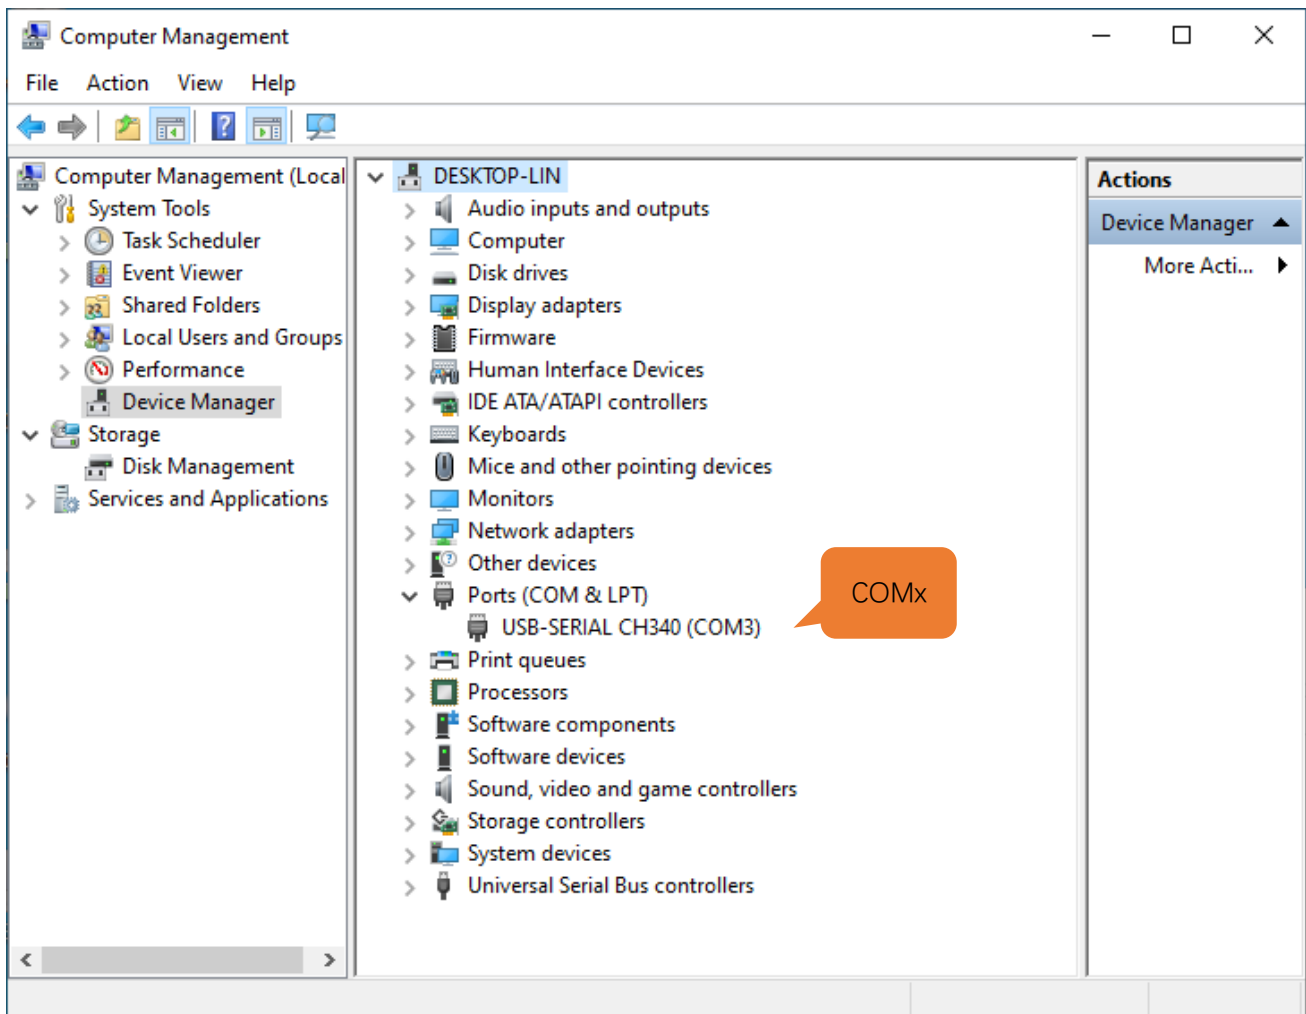 Computer Management
File Action View Help
Computer Management (Local
System Tools
Task Scheduler
Event Viewer
Shared Folders
Local Users and Groups
Performance
Device Manager
Storage
Disk Management
Services and Applications
DESKTOP-LIN
Audio inputs and outputs
Computer
Disk drives
Display adapters
Firmware
Human Interface Devices
IDE ATA/ATAPI controllers
Keyboards
Mice and other pointing devices
Monitors
Network adapters
Other devices
Ports (COM & LPT)
USB-SERIAL CH340 (COM3)
COMx
Print queues
Processors
Software components
Software devices
Sound, video and game controllers
Storage controllers
System devices
Universal Serial Bus controllers
Actions
Device Manager
More Acti...